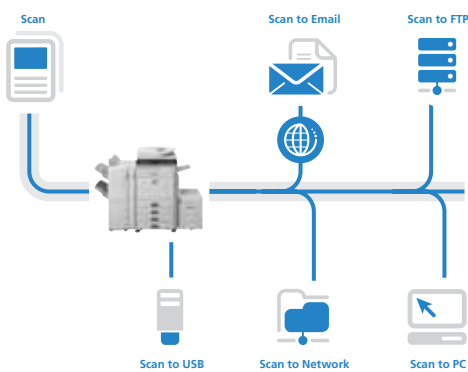 Scan
Scan to Email
Scan to FTP
Scan to USB
Scan to Network
Scan to PC